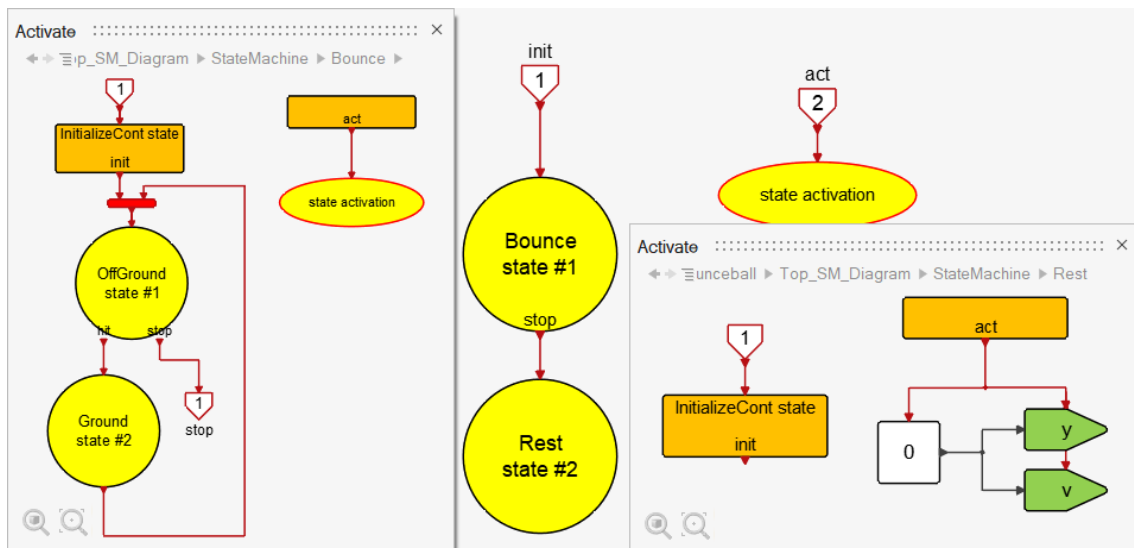 Activate
p_SM_Diagram StateMachine Bounce
1
InitializeCont state
init
act
state activation
OffGround
state #1
hit
stop
Ground
state #2
1
stop
init
1
act
2
state activation
Bounce
state #1
stop
Rest
state #2
Activate
unceball Top_SM_Diagram StateMachine Rest
1
InitializeCont state
init
act
0
y
v